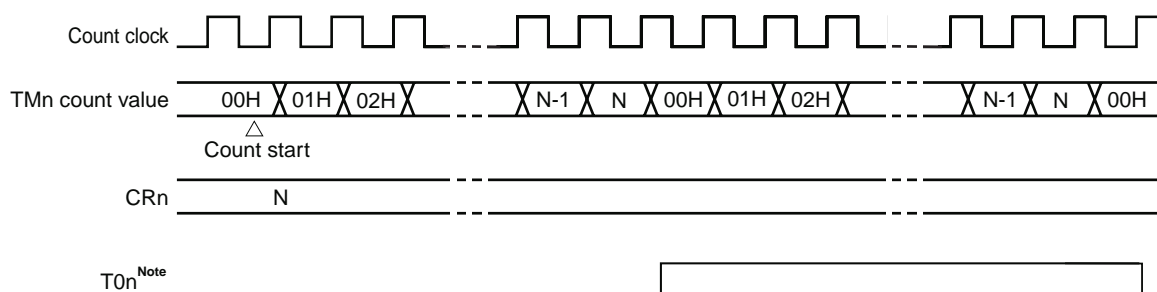 Count clock
TMn count value 00H 01H 02H N-1 N 00H 01H 02H N-1 N 00H
Count start
CRn N
T0n Note